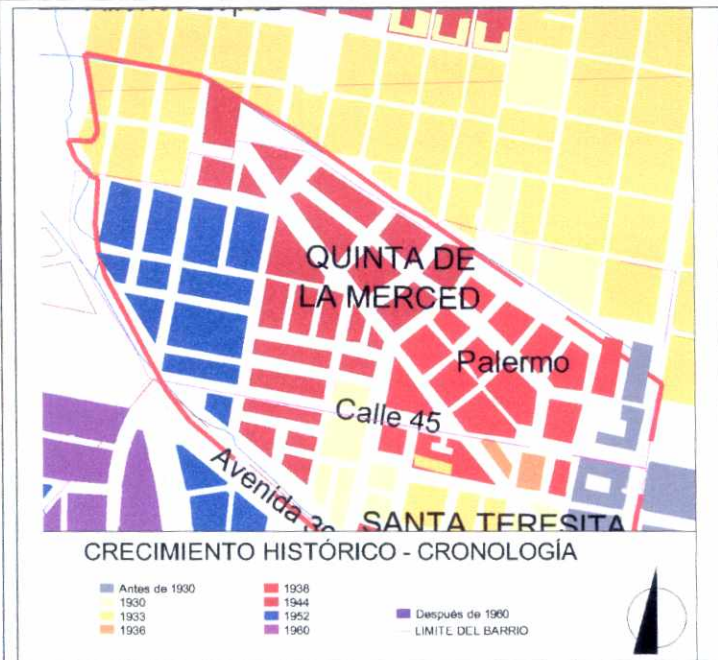 QUINTA DE
LA MERCED
Palermo
Calle 45
Avenida
SANTA TERESITA
CRECIMIENTO HISTÓRICO - CRONOLOGÍA
Antes de 1930
1930
1933
1936
1938
1944
1952
1960
Después de 1960
LIMITE DEL BARRIO